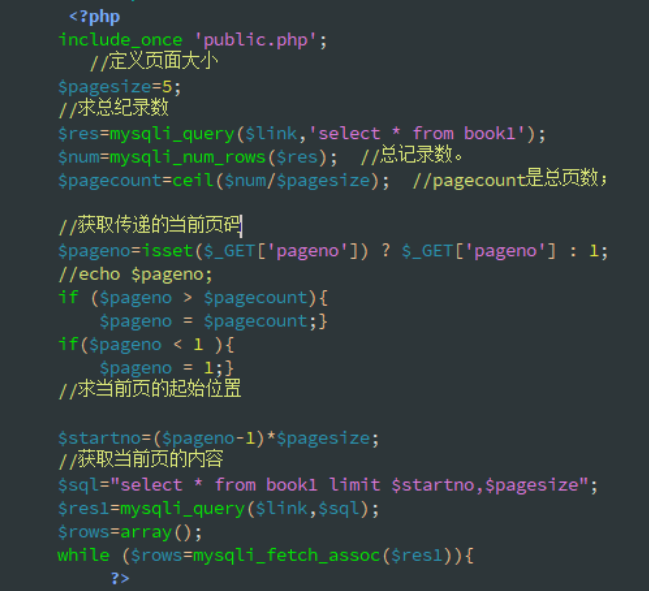 <?php
include_once 'public.php';
//定义页面大小
$pagesize=5;
//求总纪录数
$res=mysqli_query($link,'select * from book1');
$num=mysqli_num_rows($res);  //总记录数。
$pagecount=ceil($num/$pagesize);  //pagecount是总页数;
//获取传递的当前页码
$pageno=isset($_GET['pageno']) ? $_GET['pageno'] : 1;
//echo $pageno;
if ($pageno > $pagecount){
$pageno = $pagecount;}
if($pageno < 1 ){
$pageno = 1;}
//求当前页的起始位置
$startno=($pageno-1)*$pagesize;
//获取当前页的内容
$sql="select * from book1 limit $startno,$pagesize";
$res1=mysqli_query($link,$sql);
$rows=array();
while ($rows=mysqli_fetch_assoc($res1)){
?>